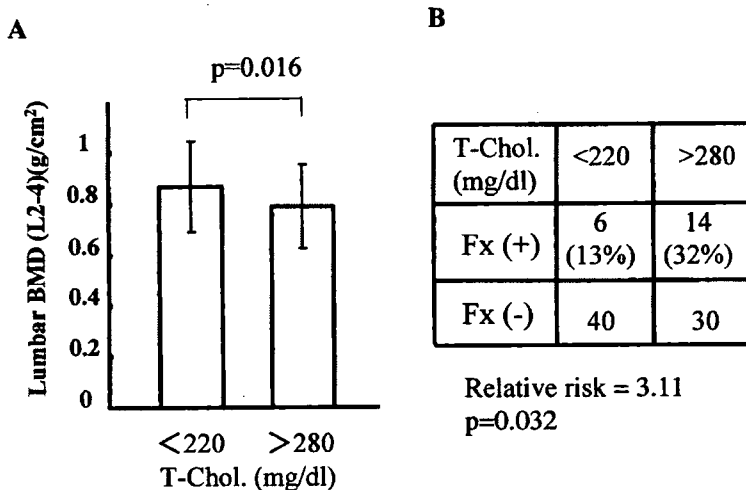 A
p=0.016
Lumbar BMD (L2-4)(g/cm²)
1
0.8
0.6
0.4
0.2
0
<220 >280
T-Chol. (mg/dl)
B
T-Chol. <220 >280
(mg/dl)
Fx (+) 6 14
(13%) (32%)
Fx (-) 40 30
Relative risk = 3.11
p=0.032